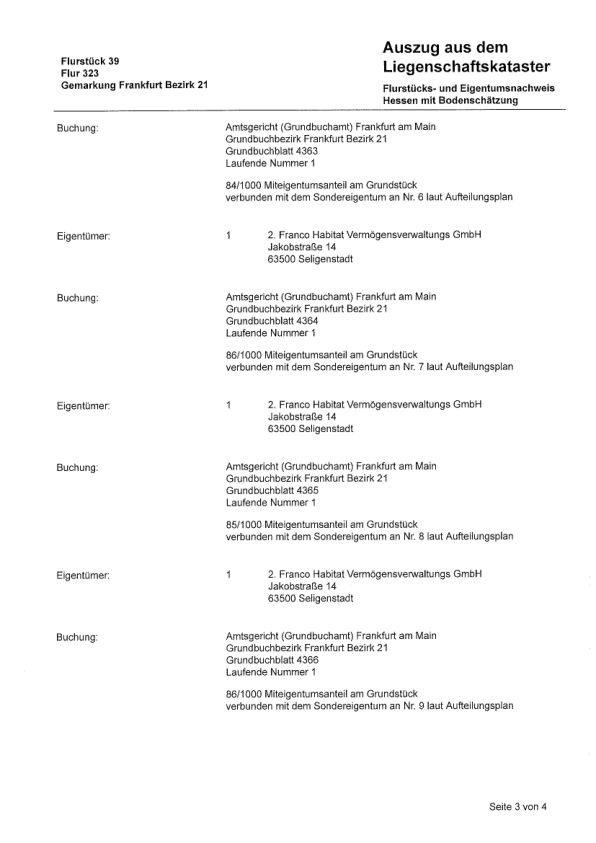 Flurstück 39
Flur 323
Gemarkung Frankfurt Bezirk 21
Auszug aus dem
Liegenschaftskataster
Flurstücks- und Eigentumsnachweis
Hessen mit Bodenschätzung
Buchung: Amtsgericht (Grundbuchamt) Frankfurt am Main
Grundbuchbezirk Frankfurt Bezirk 21
Grundbuchblatt 4363
Laufende Nummer 1
84/1000 Miteigentumsanteil am Grundstück
verbunden mit dem Sondereigentum an Nr. 6 laut Aufteilungsplan
Eigentümer: 1 2. Franco Habitat Vermögensverwaltungs GmbH
Jakobstraße 14
63500 Seligenstadt
Buchung: Amtsgericht (Grundbuchamt) Frankfurt am Main
Grundbuchbezirk Frankfurt Bezirk 21
Grundbuchblatt 4364
Laufende Nummer 1
86/1000 Miteigentumsanteil am Grundstück
verbunden mit dem Sondereigentum an Nr. 7 laut Aufteilungsplan
Eigentümer: 1 2. Franco Habitat Vermögensverwaltungs GmbH
Jakobstraße 14
63500 Seligenstadt
Buchung: Amtsgericht (Grundbuchamt) Frankfurt am Main
Grundbuchbezirk Frankfurt Bezirk 21
Grundbuchblatt 4365
Laufende Nummer 1
85/1000 Miteigentumsanteil am Grundstück
verbunden mit dem Sondereigentum an Nr. 8 laut Aufteilungsplan
Eigentümer: 1 2. Franco Habitat Vermögensverwaltungs GmbH
Jakobstraße 14
63500 Seligenstadt
Buchung: Amtsgericht (Grundbuchamt) Frankfurt am Main
Grundbuchbezirk Frankfurt Bezirk 21
Grundbuchblatt 4366
Laufende Nummer 1
86/1000 Miteigentumsanteil am Grundstück
verbunden mit dem Sondereigentum an Nr. 9 laut Aufteilungsplan
Seite 3 von 4